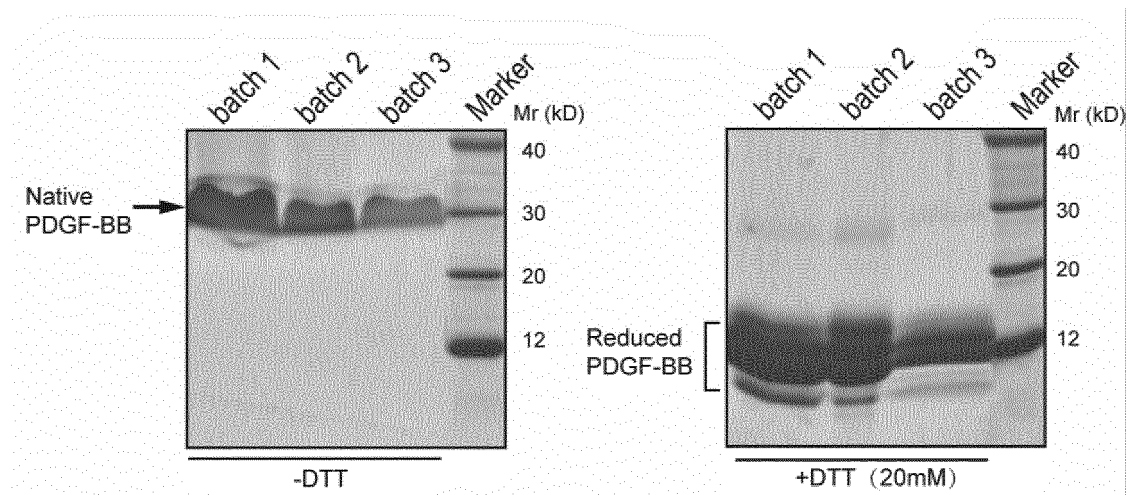 batch 1
batch 2
batch 3
Marker
Mr (kD)
40
30
20
12
Native
PDGF-BB
-DTT
batch 1
batch 2
batch 3
Marker
Mr (kD)
40
30
20
12
Reduced
PDGF-BB
+DTT（20mM）